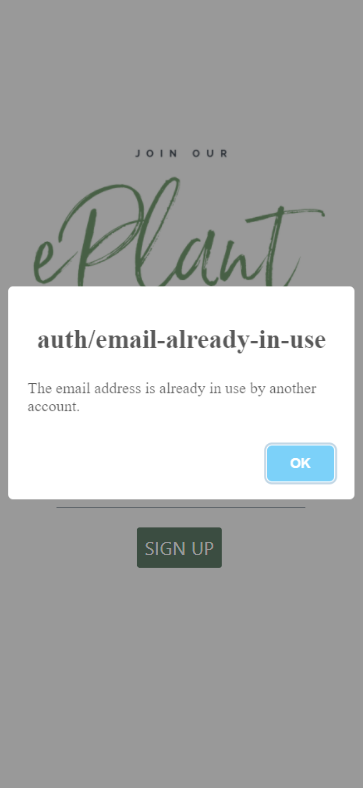 JOIN OUR
ePlant
auth/email-already-in-use
The email address is already in use by another
account.
OK
SIGN UP